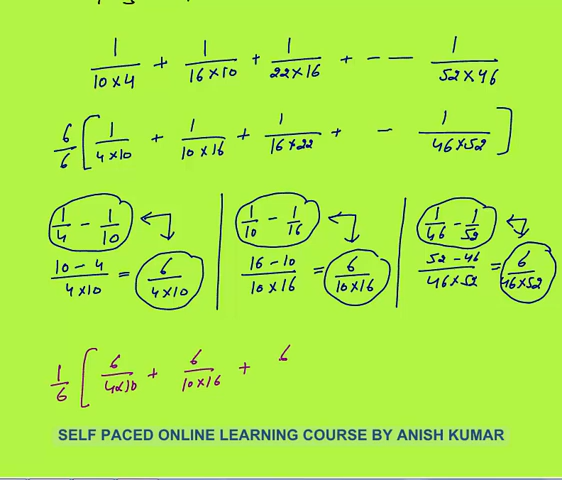 1/(10×4) + 1/(16×10) + 1/(22×16) + - - 1/(52×46)
6/6 [ 1/(4×10) + 1/(10×16) + 1/(16×22) + - 1/(46×52) ]
1/4 - 1/10
(10-4)/(4×10) = 6/(4×10)
1/10 - 1/16
(16-10)/(10×16) = 6/(10×16)
1/46 - 1/52
(52-46)/(46×52) = 6/(46×52)
1/6 [ 6/(4×10) + 6/(10×16) + 6
SELF PACED ONLINE LEARNING COURSE BY ANISH KUMAR